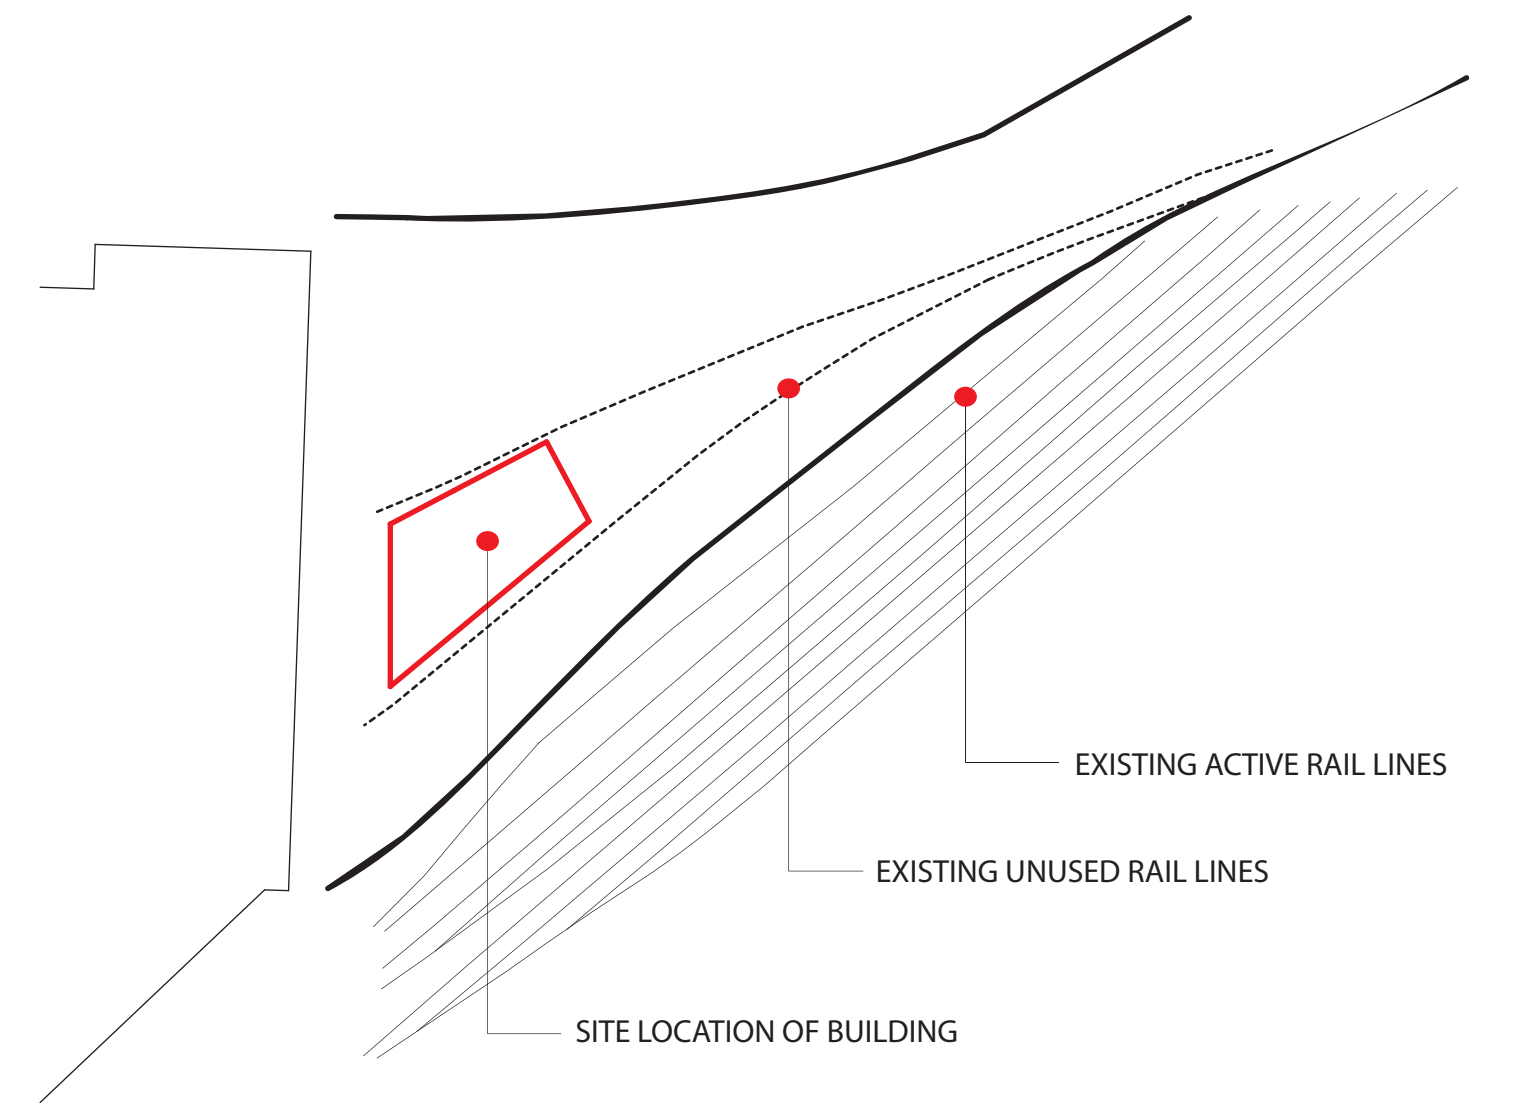 EXISTING ACTIVE RAIL LINES
EXISTING UNUSED RAIL LINES
SITE LOCATION OF BUILDING